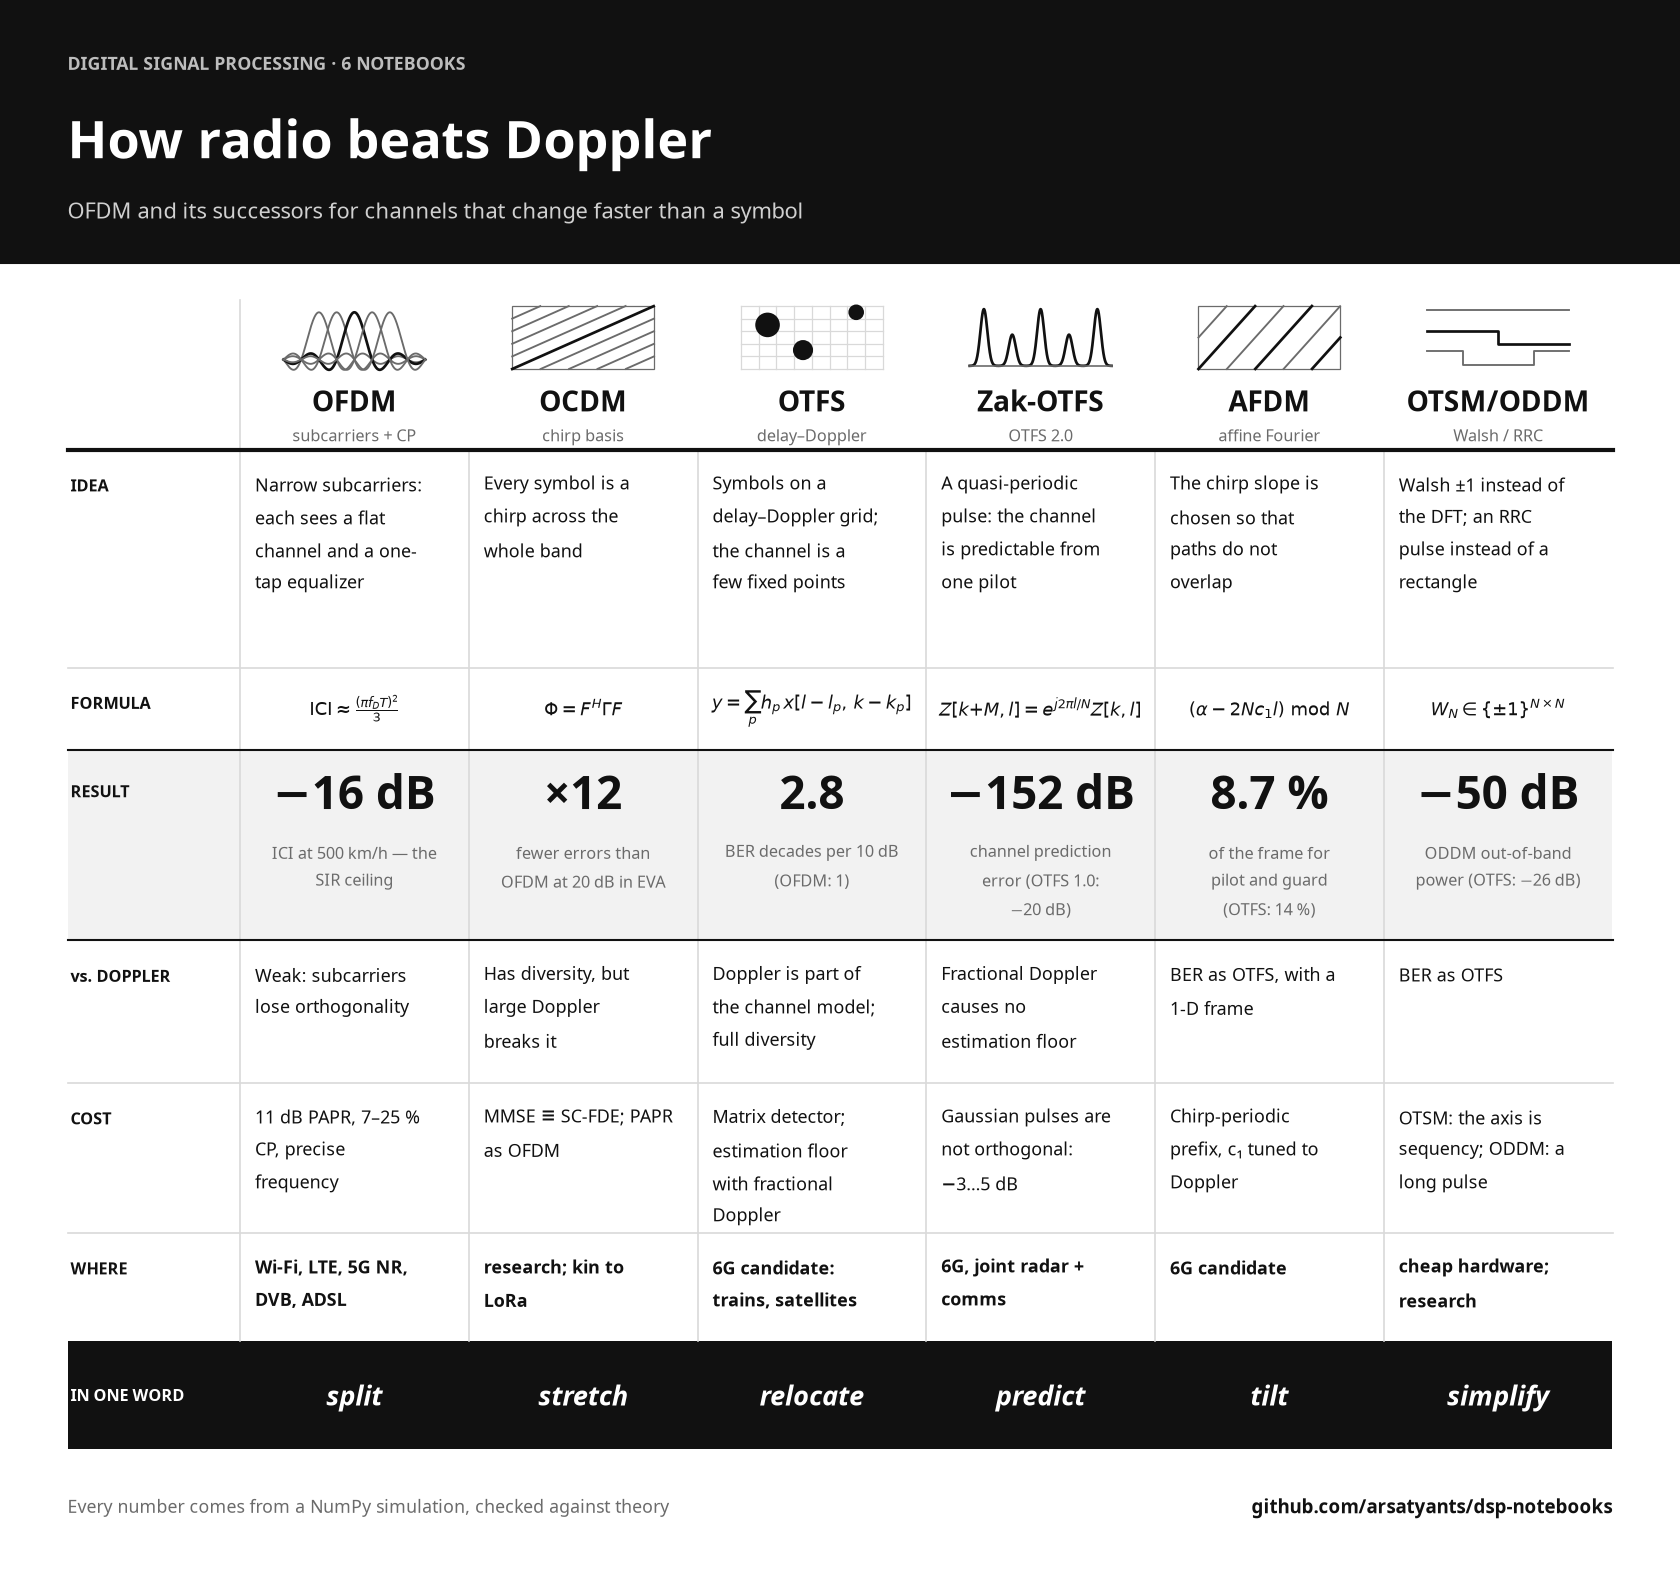 DIGITAL SIGNAL PROCESSING · 6 NOTEBOOKS
How radio beats Doppler
OFDM and its successors for channels that change faster than a symbol
OFDM
subcarriers + CP
OCDM
chirp basis
OTFS
delay–Doppler
Zak-OTFS
OTFS 2.0
AFDM
affine Fourier
OTSM/ODDM
Walsh / RRC
IDEA
Narrow subcarriers:
each sees a flat
channel and a one-
tap equalizer
Every symbol is a
chirp across the
whole band
Symbols on a
delay–Doppler grid;
the channel is a
few fixed points
A quasi-periodic
pulse: the channel
is predictable from
one pilot
The chirp slope is
chosen so that
paths do not
overlap
Walsh ±1 instead of
the DFT; an RRC
pulse instead of a
rectangle
FORMULA
ICI ≈ (πf_D T)²/3
Φ = F^H Γ F
y = ∑_p h_p x[l − l_p, k − k_p]
Z[k+M, l] = e^{j2πl/N} Z[k, l]
(α − 2Nc₁l) mod N
W_N ∈ {±1}^{N × N}
RESULT
−16 dB
ICI at 500 km/h — the
SIR ceiling
×12
fewer errors than
OFDM at 20 dB in EVA
2.8
BER decades per 10 dB
(OFDM: 1)
−152 dB
channel prediction
error (OTFS 1.0:
−20 dB)
8.7 %
of the frame for
pilot and guard
(OTFS: 14 %)
−50 dB
ODDM out-of-band
power (OTFS: −26 dB)
vs. DOPPLER
Weak: subcarriers
lose orthogonality
Has diversity, but
large Doppler
breaks it
Doppler is part of
the channel model;
full diversity
Fractional Doppler
causes no
estimation floor
BER as OTFS, with a
1-D frame
BER as OTFS
COST
11 dB PAPR, 7–25 %
CP, precise
frequency
MMSE ≡ SC-FDE; PAPR
as OFDM
Matrix detector;
estimation floor
with fractional
Doppler
Gaussian pulses are
not orthogonal:
−3…5 dB
Chirp-periodic
prefix, c₁ tuned to
Doppler
OTSM: the axis is
sequency; ODDM: a
long pulse
WHERE
Wi-Fi, LTE, 5G NR,
DVB, ADSL
research; kin to
LoRa
6G candidate:
trains, satellites
6G, joint radar +
comms
6G candidate
cheap hardware;
research
IN ONE WORD
split
stretch
relocate
predict
tilt
simplify
Every number comes from a NumPy simulation, checked against theory
github.com/arsatyants/dsp-notebooks